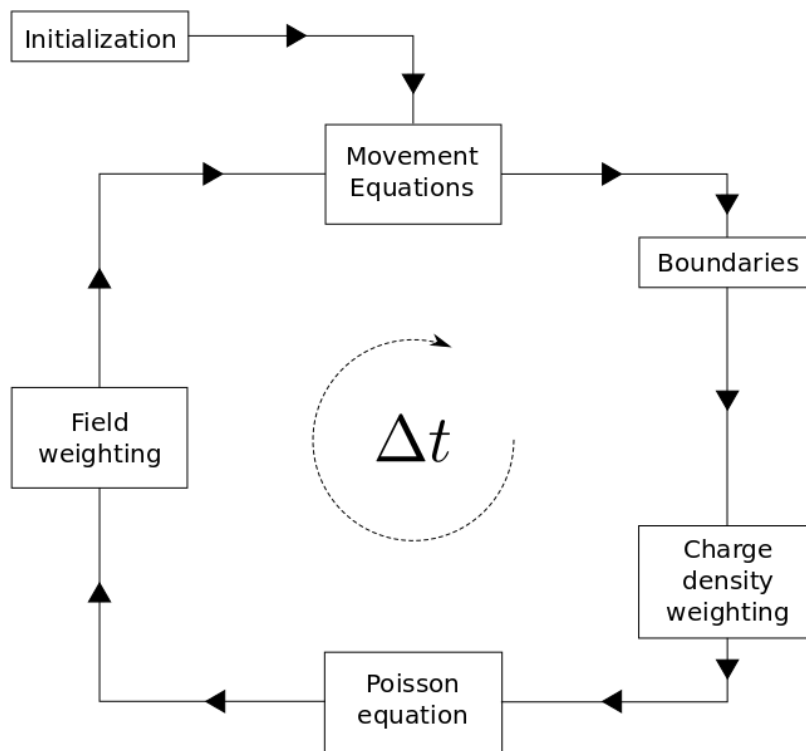 Initialization
Movement
Equations
Boundaries
Field
weighting
Δt
Charge
density
weighting
Poisson
equation